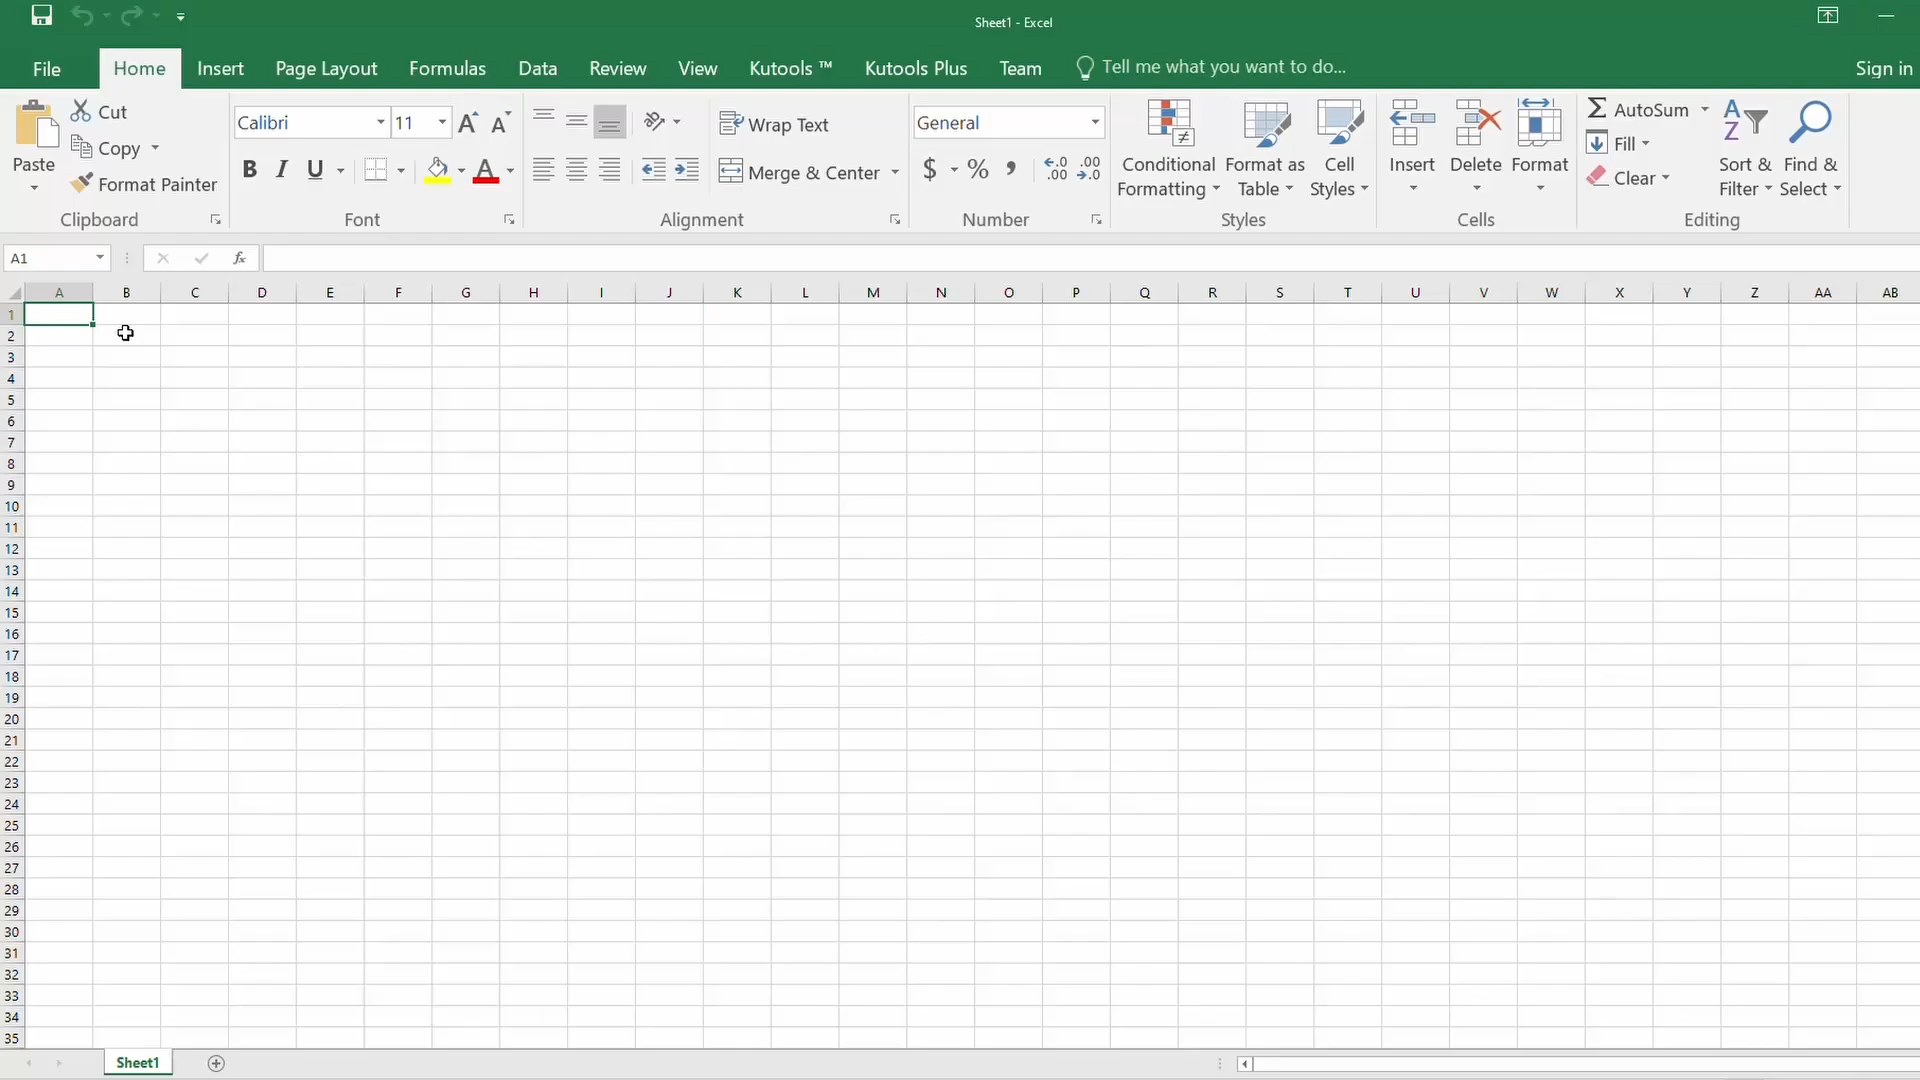 Sheet1 - Excel
File Home Insert Page Layout Formulas Data Review View Kutools ™ Kutools Plus Team Tell me what you want to do... Sign in
Paste
Cut
Copy
Format Painter
Clipboard
Calibri 11
B I U A
Font
Wrap Text
Merge & Center
Alignment
General
$ % , .0 .00 .00 .0
Number
Conditional Formatting
Format as Table
Cell Styles
Styles
Insert
Delete
Format
Cells
AutoSum
Fill
Clear
Sort & Filter
Find & Select
Editing
A1 fx
A B C D E F G H I J K L M N O P Q R S T U V W X Y Z AA AB
1
2
3
4
5
6
7
8
9
10
11
12
13
14
15
16
17
18
19
20
21
22
23
24
25
26
27
28
29
30
31
32
33
34
35
Sheet1